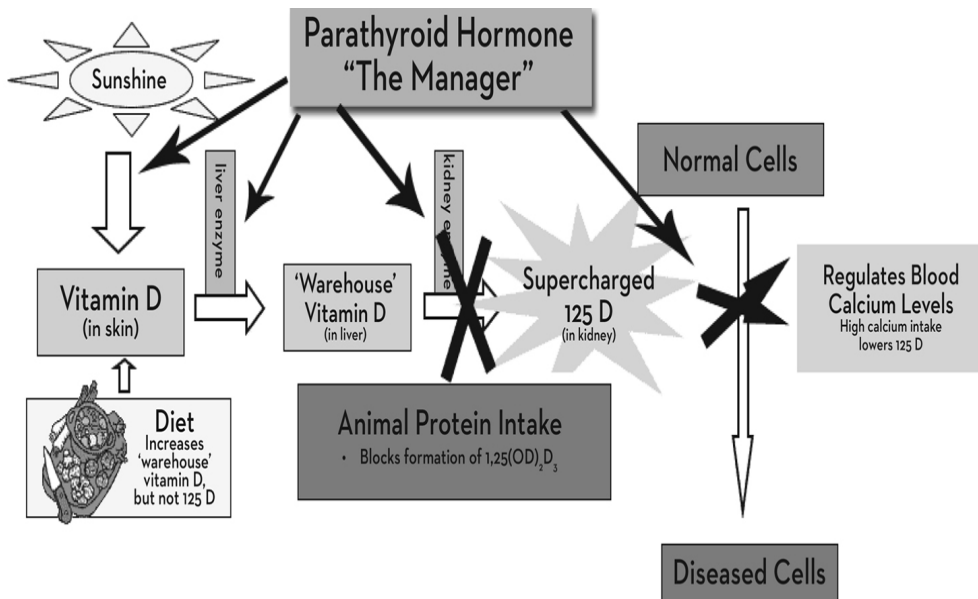 Parathyroid Hormone
“The Manager”
Sunshine
liver enzyme
kidney enzyme
Normal Cells
Vitamin D
(in skin)
‘Warehouse’
Vitamin D
(in liver)
Supercharged
125 D
(in kidney)
Regulates Blood
Calcium Levels
High calcium intake
lowers 125 D
Diet
Increases
‘warehouse’
vitamin D,
but not 125 D
Animal Protein Intake
• Blocks formation of 1,25(OD)₂D₃
Diseased Cells